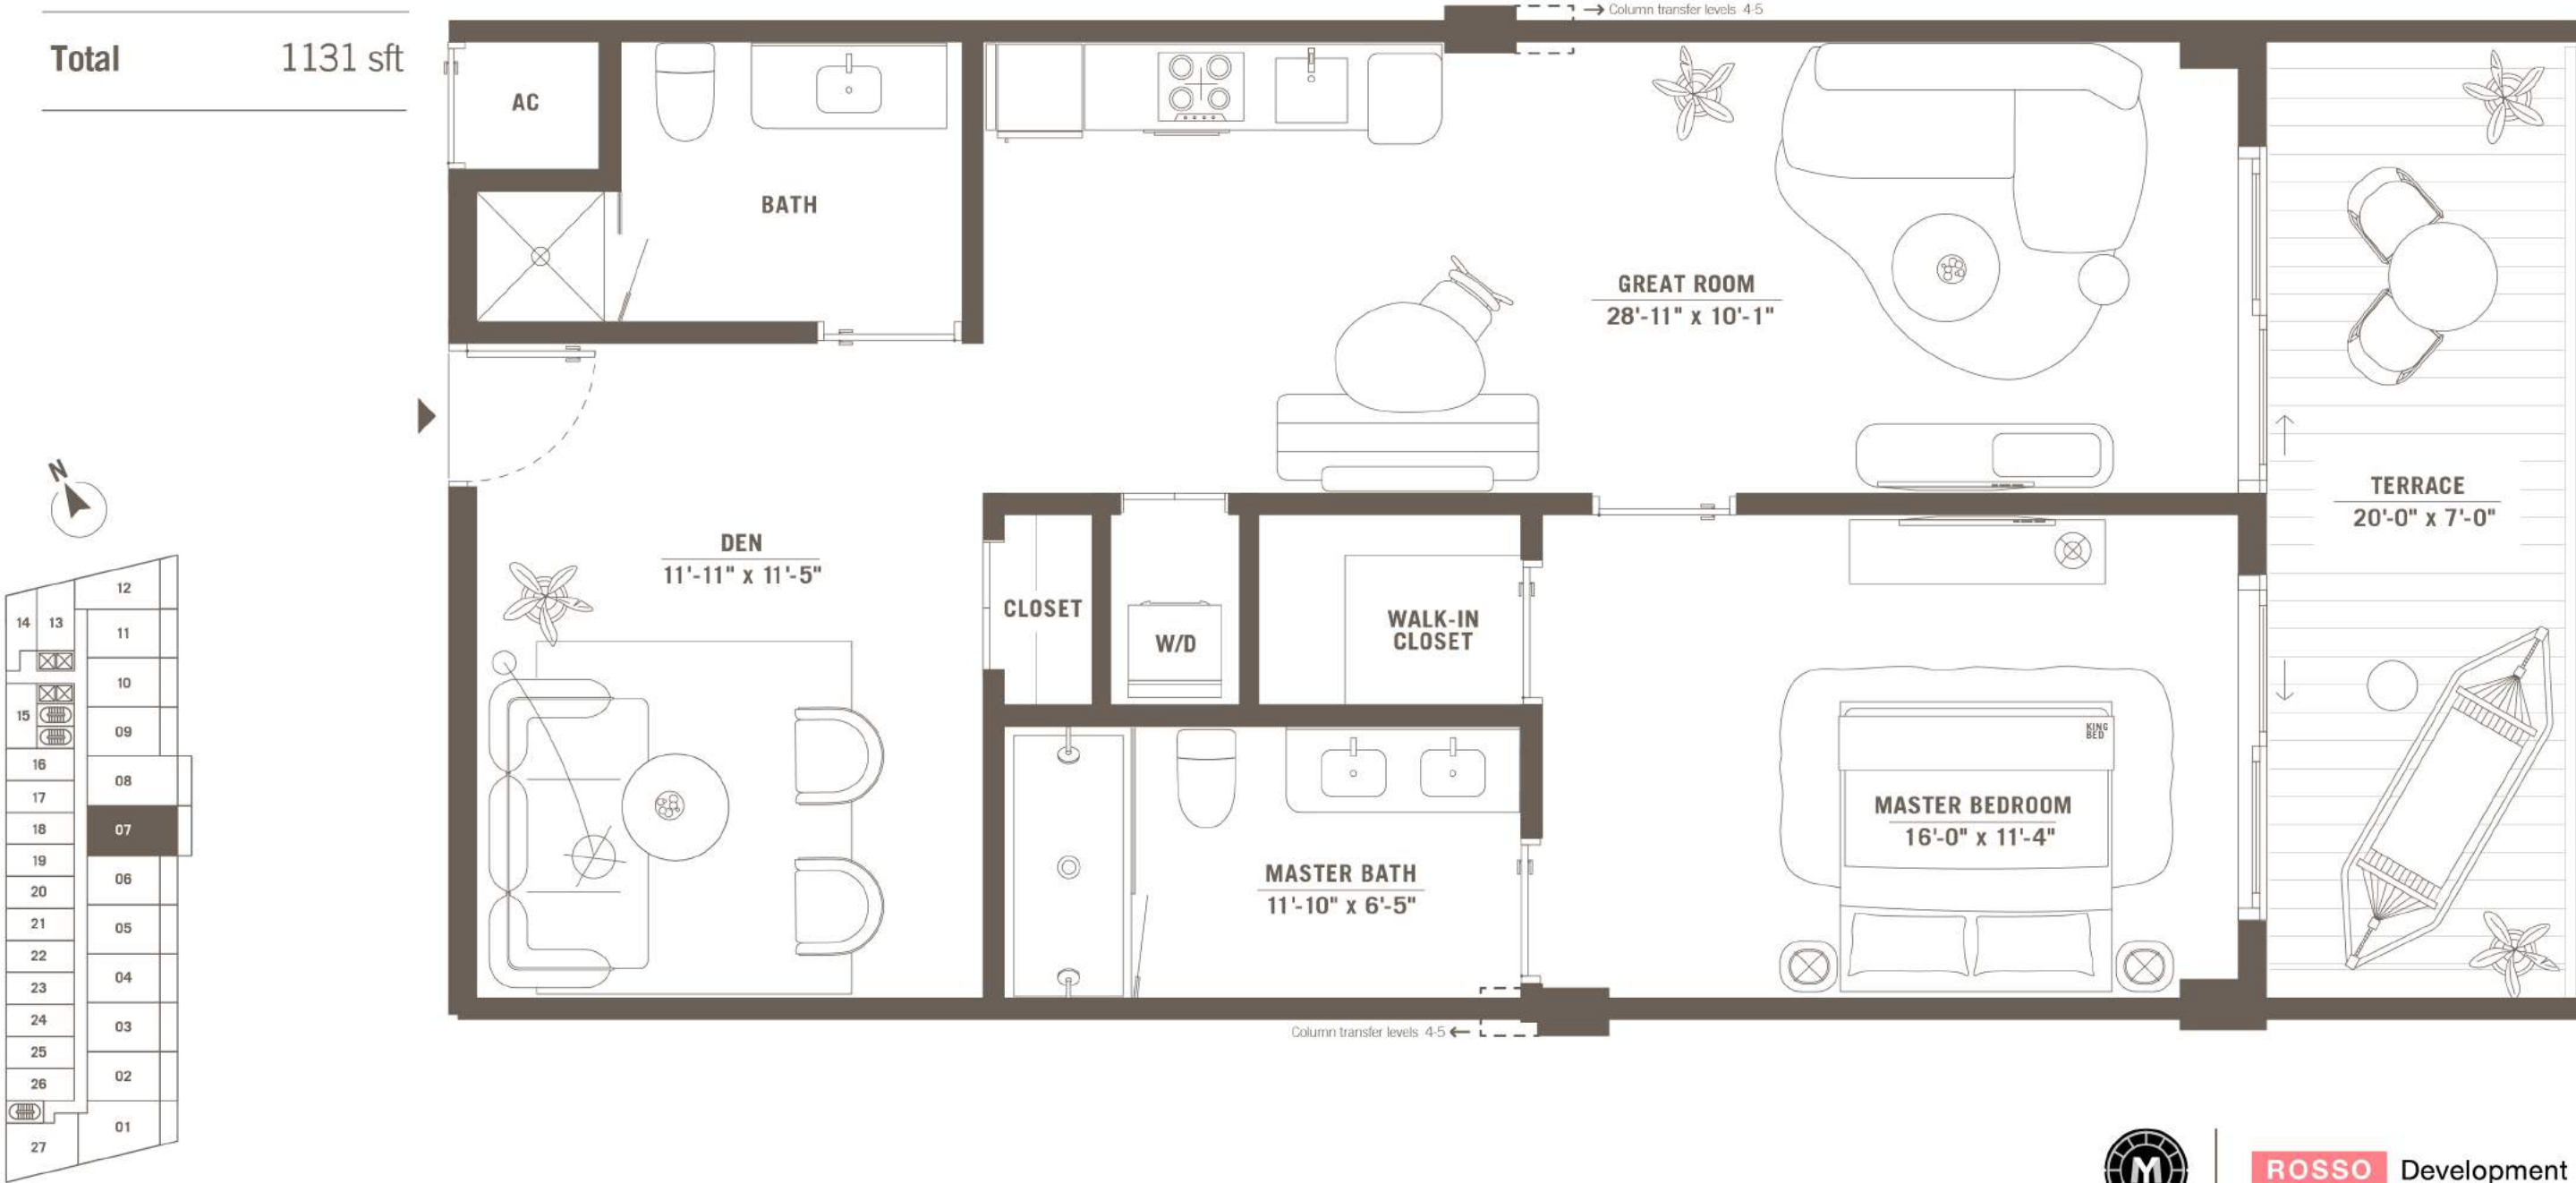 → Column transfer levels 4-5
Total 1131 sft
AC
BATH
GREAT ROOM
28'-11" x 10'-1"
TERRACE
20'-0" x 7'-0"
N
DEN
11'-11" x 11'-5"
CLOSET
W/D
WALK-IN
CLOSET
KING
BED
MASTER BEDROOM
16'-0" x 11'-4"
MASTER BATH
11'-10" x 6'-5"
Column transfer levels 4-5 ←
12
14 13
11
10
15
09
16
08
17
18
07
19
06
20
21
05
22
04
23
24
03
25
02
26
01
27
M
ROSSO Development